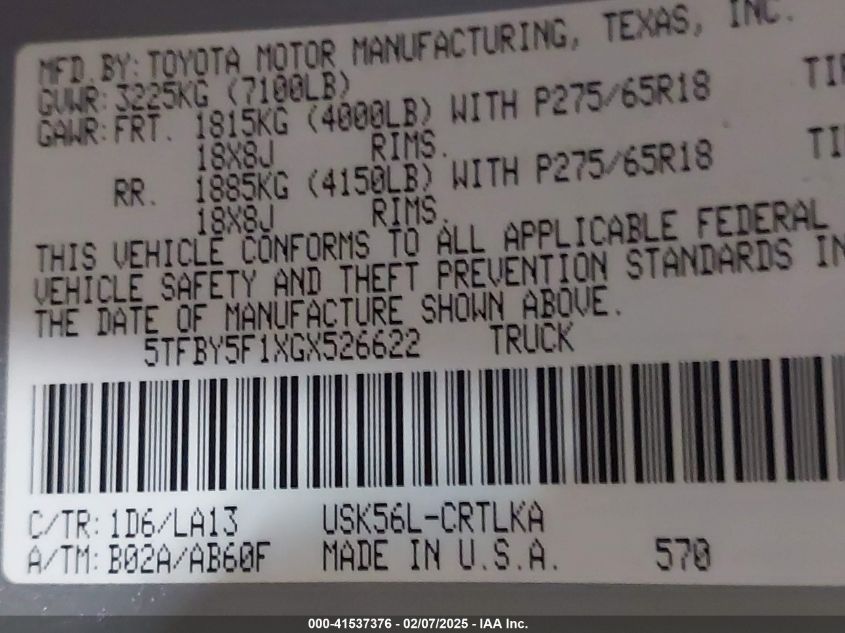 MFD. BY: TOYOTA MOTOR MANUFACTURING, TEXAS, INC.
GVWR: 3225KG (7100LB)
GAWR: FRT. 1815KG (4000LB) WITH P275/65R18
18X8J RIMS.
RR. 1885KG (4150LB) WITH P275/65R18
18X8J RIMS.
THIS VEHICLE CONFORMS TO ALL APPLICABLE FEDERAL
VEHICLE SAFETY AND THEFT PREVENTION STANDARDS IN
THE DATE OF MANUFACTURE SHOWN ABOVE.
5TFBY5F1XGX526622 TRUCK
C/TR: 1D6/LA13 USK56L-CRTLKA
A/TM: B02A/AB60F MADE IN U.S.A. 570
000-41537376 - 02/07/2025 - IAA Inc.